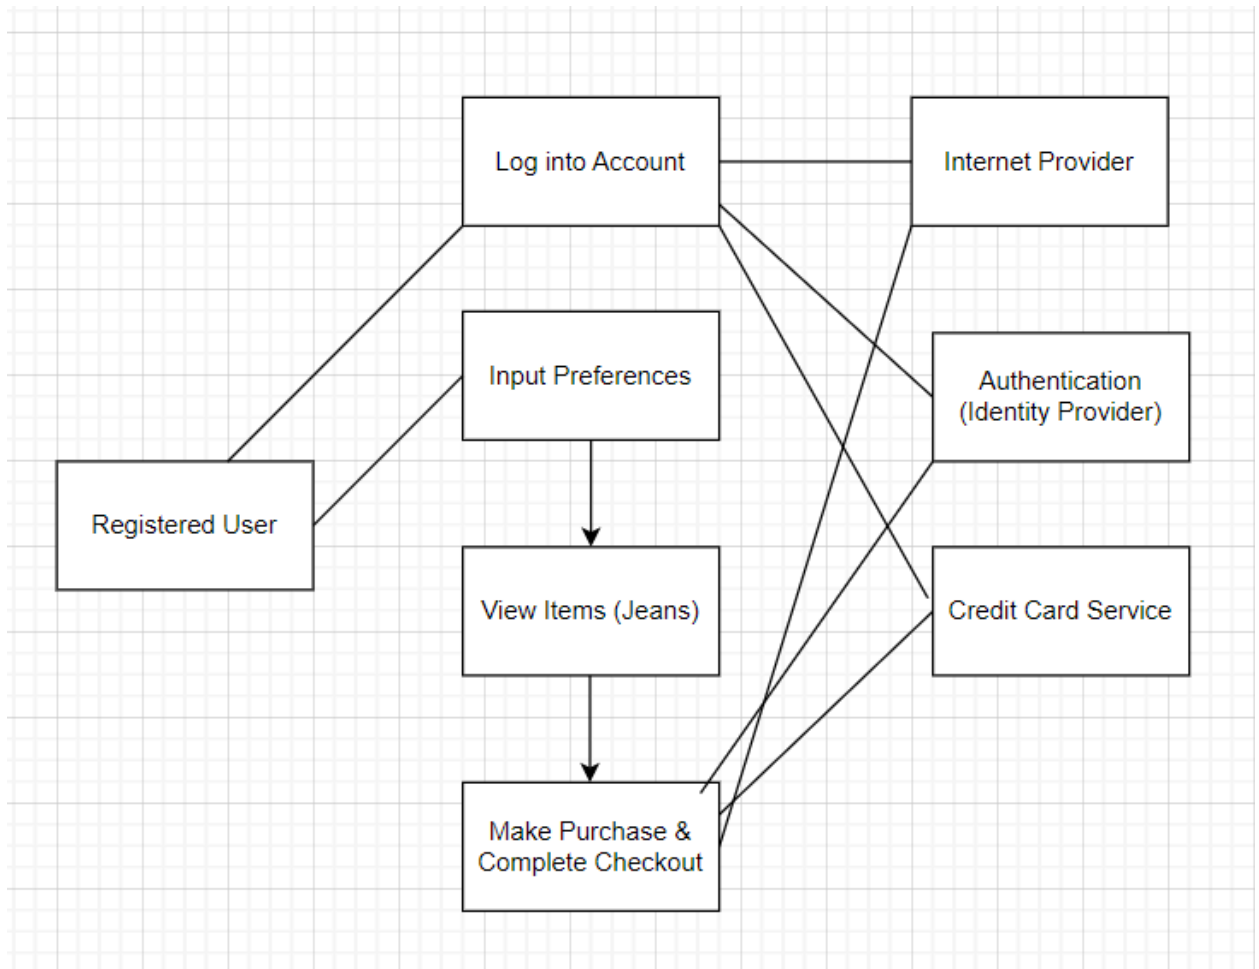 Log into Account
Internet Provider
Input Preferences
Authentication
(Identity Provider)
Registered User
View Items (Jeans)
Credit Card Service
Make Purchase &
Complete Checkout